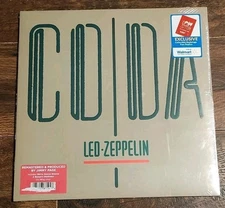 CODA
EXCLUSIVE
Walmart
LED-ZEPPELIN
REMASTERED & PRODUCED
BY JIMMY PAGE